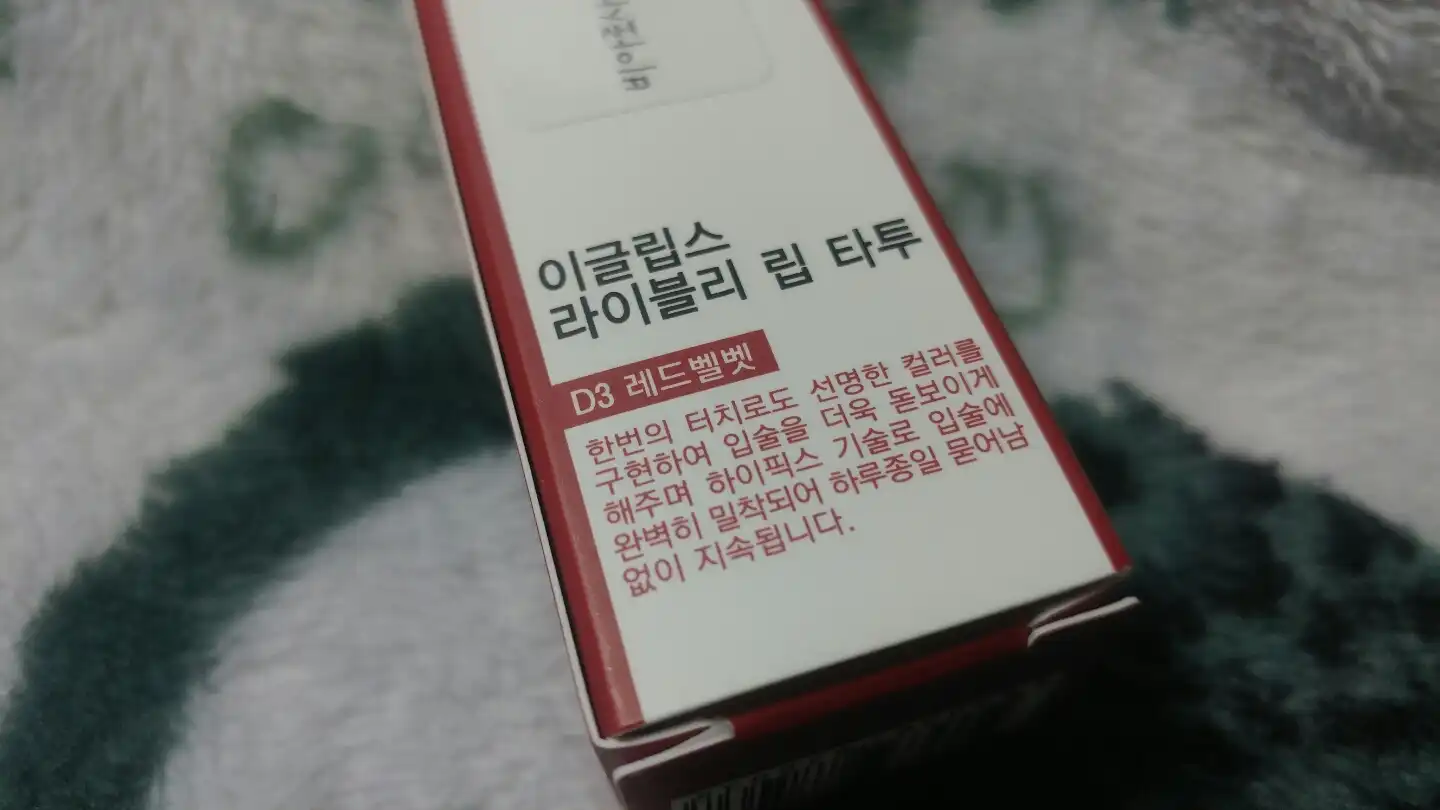 이글립스
라이블리 립 타투
D3 레드벨벳
한번의 터치로도 선명한 컬러를
구현하여 입술을 더욱 돋보이게
해주며 하이픽스 기술로 입술에
완벽히 밀착되어 하루종일 묻어남
없이 지속됩니다.